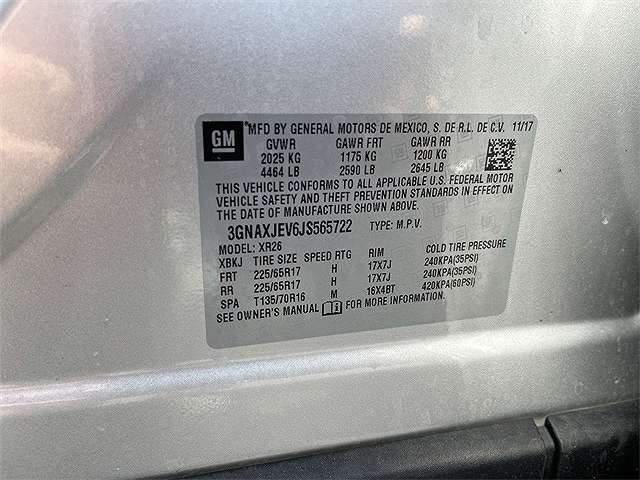 GM *MFD BY GENERAL MOTORS DE MEXICO, S. DE R.L. DE C.V. 11/17
GVWR GAWR FRT GAWR RR
2025 KG 1175 KG 1200 KG
4464 LB 2590 LB 2645 LB
THIS VEHICLE CONFORMS TO ALL APPLICABLE U.S. FEDERAL MOTOR
VEHICLE SAFETY AND THEFT PREVENTION STANDARDS IN EFFECT ON
THE DATE OF MANUFACTURE SHOWN ABOVE.
3GNAXJEV6JS565722 TYPE: M.P.V.
MODEL: XR26
XBKJ TIRE SIZE SPEED RTG RIM COLD TIRE PRESSURE
FRT 225/65R17 H 17X7J 240KPA(35PSI)
RR 225/65R17 H 17X7J 240KPA(35PSI)
SPA T135/70R16 M 16X4BT 420KPA(60PSI)
SEE OWNER'S MANUAL FOR MORE INFORMATION.